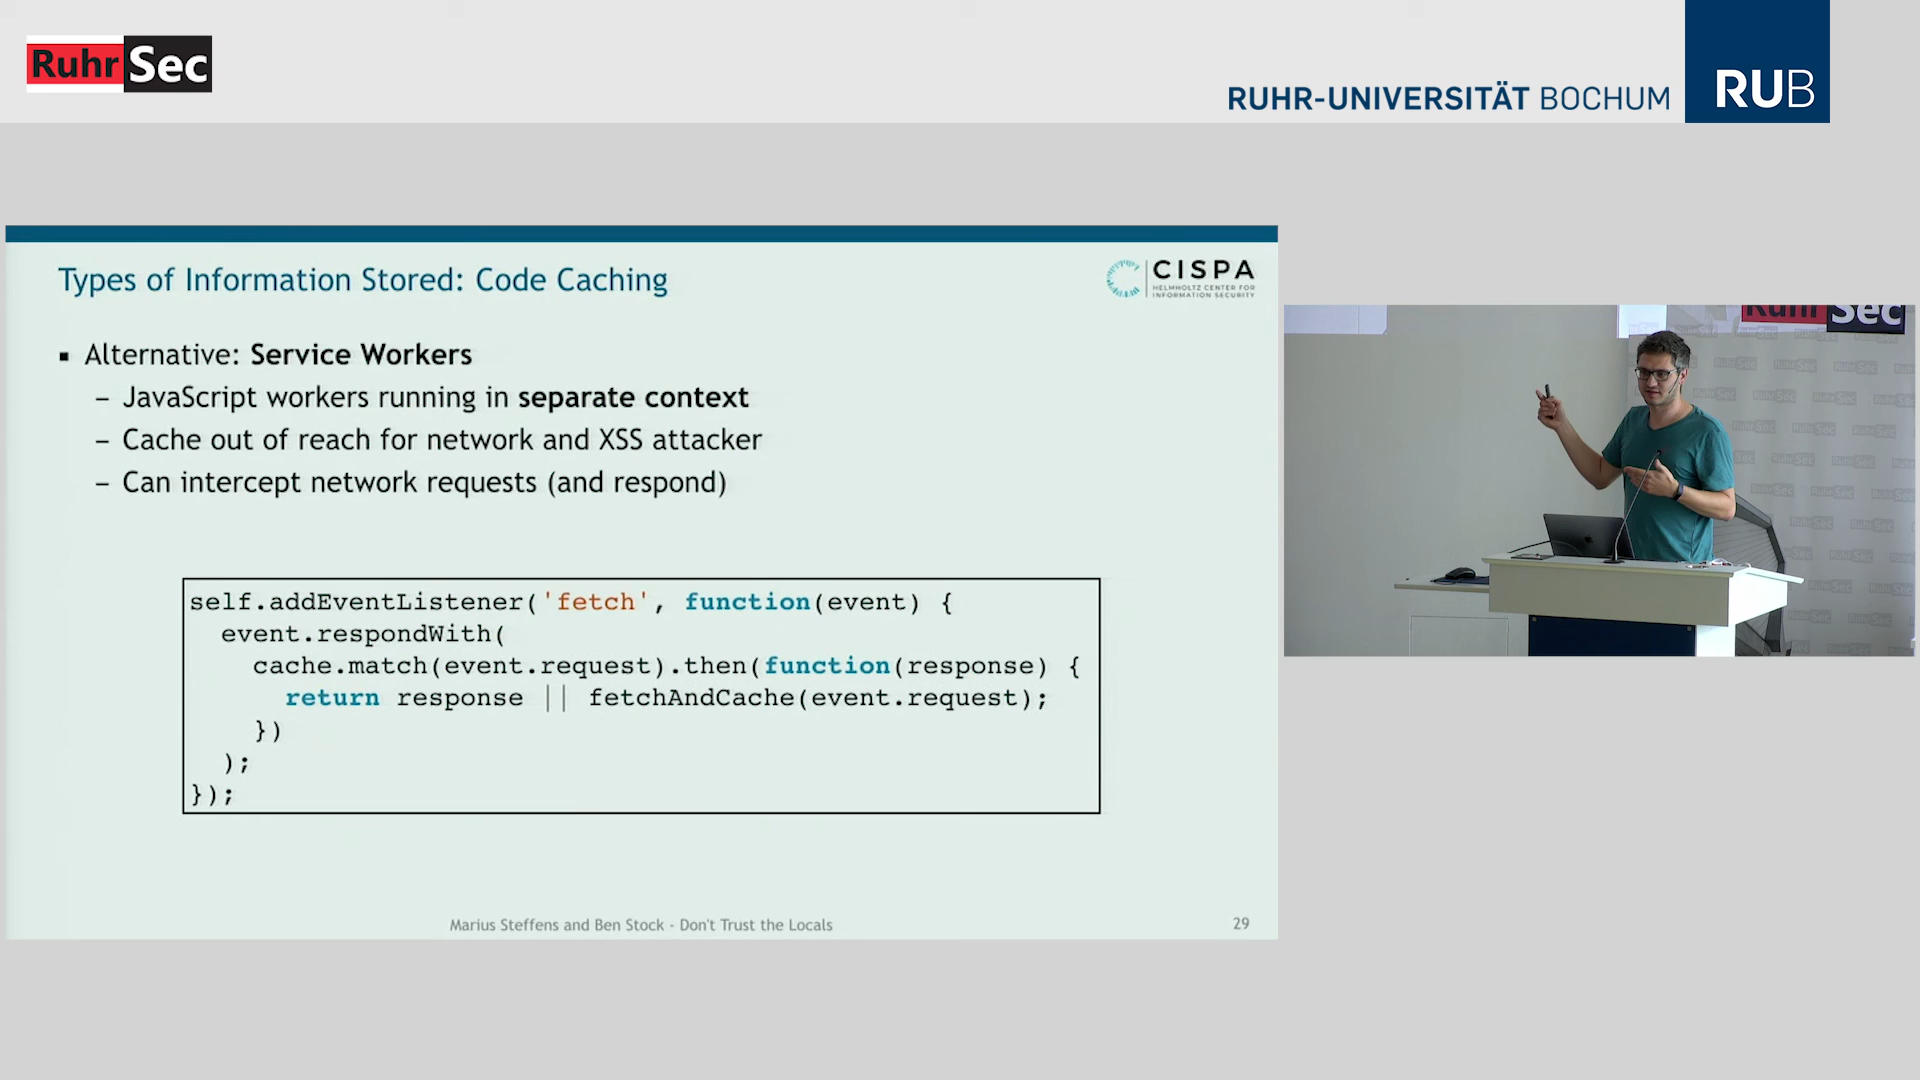 RuhrSec
RUHR-UNIVERSITÄT BOCHUM
RUB
Types of Information Stored: Code Caching
CISPA
HELMHOLTZ CENTER FOR
INFORMATION SECURITY
▪ Alternative: Service Workers
– JavaScript workers running in separate context
– Cache out of reach for network and XSS attacker
– Can intercept network requests (and respond)
self.addEventListener('fetch', function(event) {
event.respondWith(
cache.match(event.request).then(function(response) {
return response || fetchAndCache(event.request);
})
);
});
Marius Steffens and Ben Stock - Don't Trust the Locals
29
RuhrSec